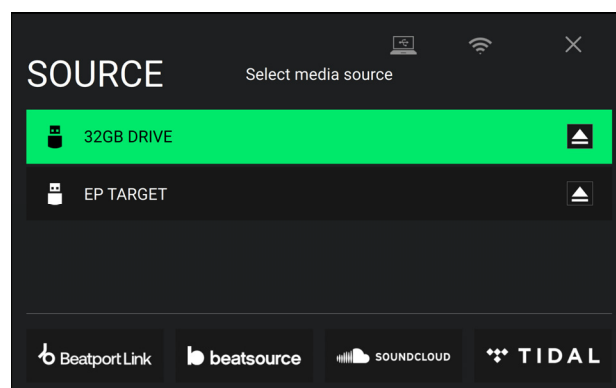 SOURCE
Select media source
32GB DRIVE
EP TARGET
Beatport Link
beatsource
SOUNDCLOUD
TIDAL